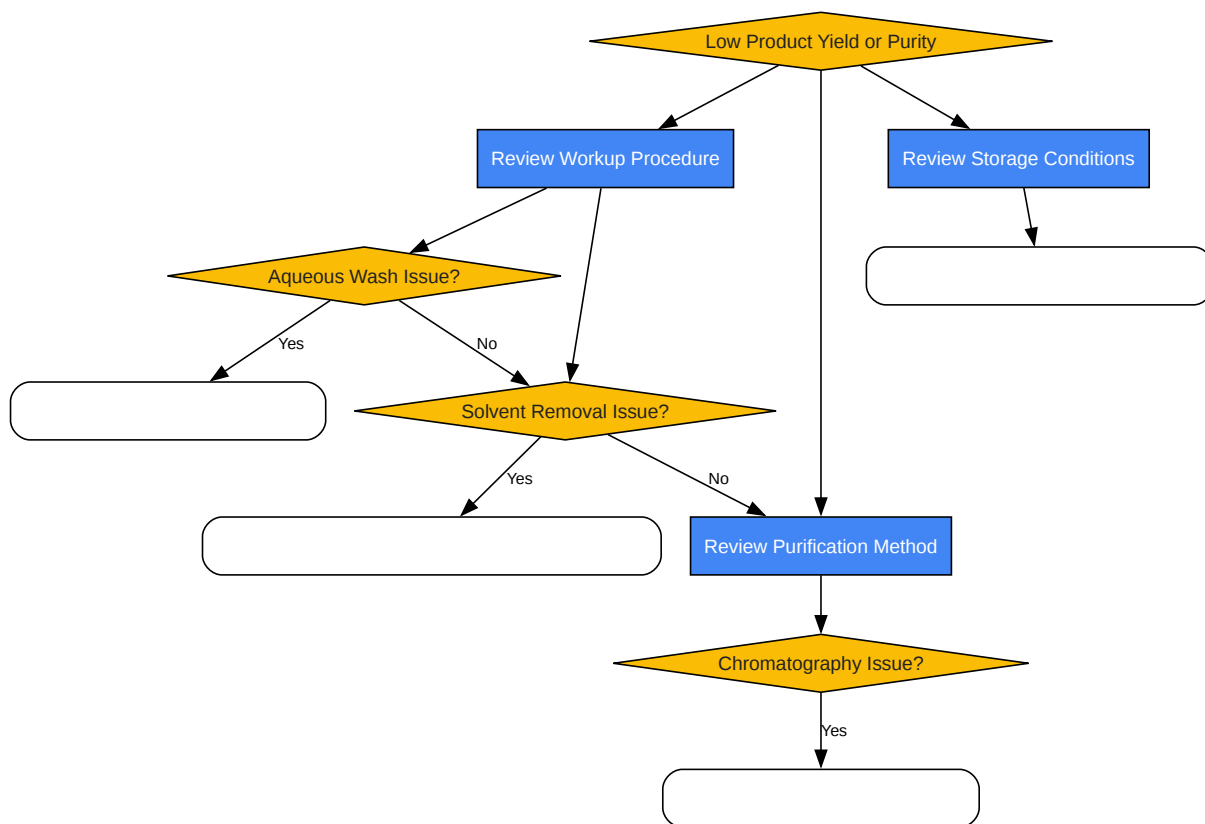 Low Product Yield or Purity
Review Workup Procedure
Review Storage Conditions
Aqueous Wash Issue?
Yes
No
Solvent Removal Issue?
Yes
No
Review Purification Method
Chromatography Issue?
Yes